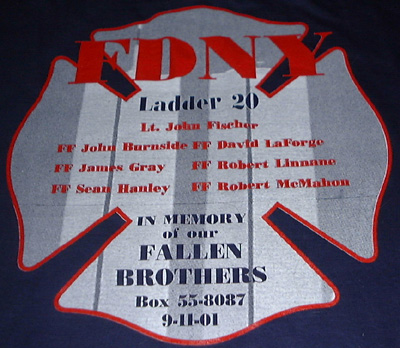 FDNY
Ladder 20
Lt. John Fischer
FF John Burnside FF David LaForge
FF James Gray FF Robert Linnane
FF Sean Hanley FF Robert McMahon
IN MEMORY
of our
FALLEN
BROTHERS
Box 55-8087
9-11-01